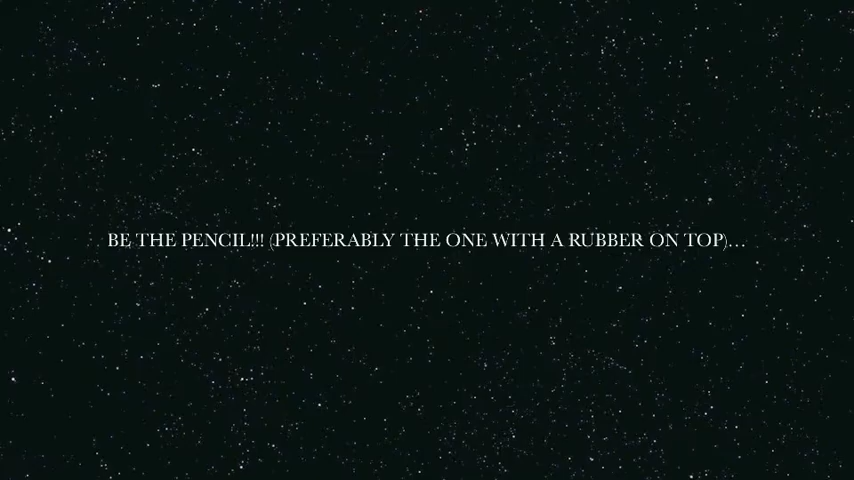 BE THE PENCIL!!! (PREFERABLY THE ONE WITH A RUBBER ON TOP)…